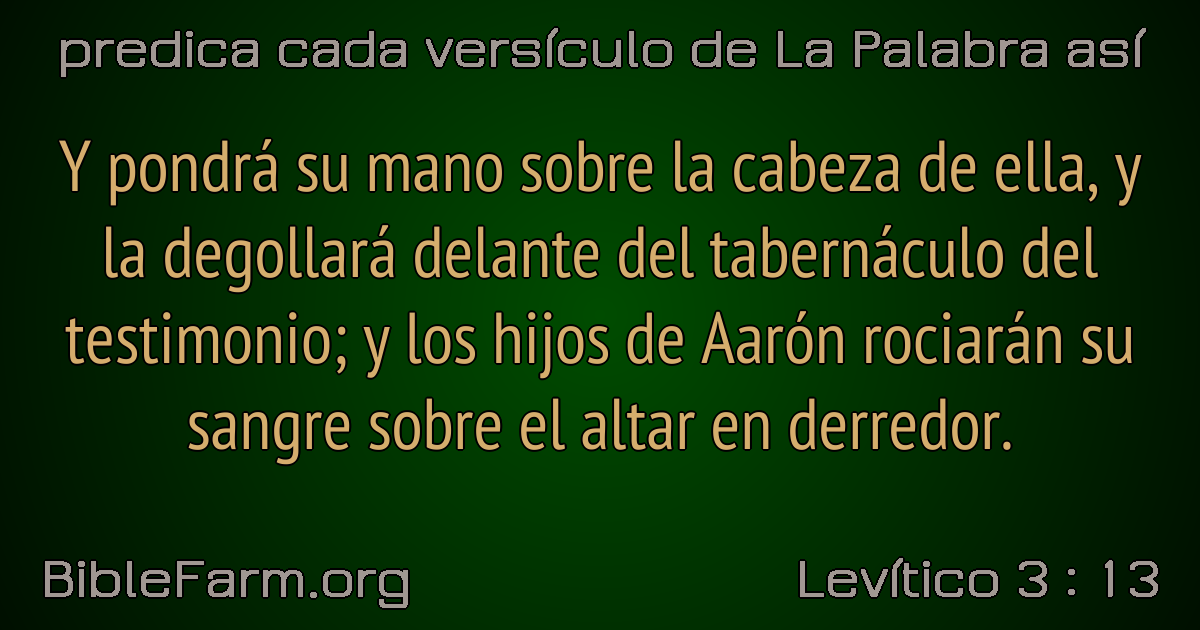 predica cada versículo de La Palabra así
Y pondrá su mano sobre la cabeza de ella, y
la degollará delante del tabernáculo del
testimonio; y los hijos de Aarón rociarán su
sangre sobre el altar en derredor.
BibleFarm.org
Levítico 3 : 13